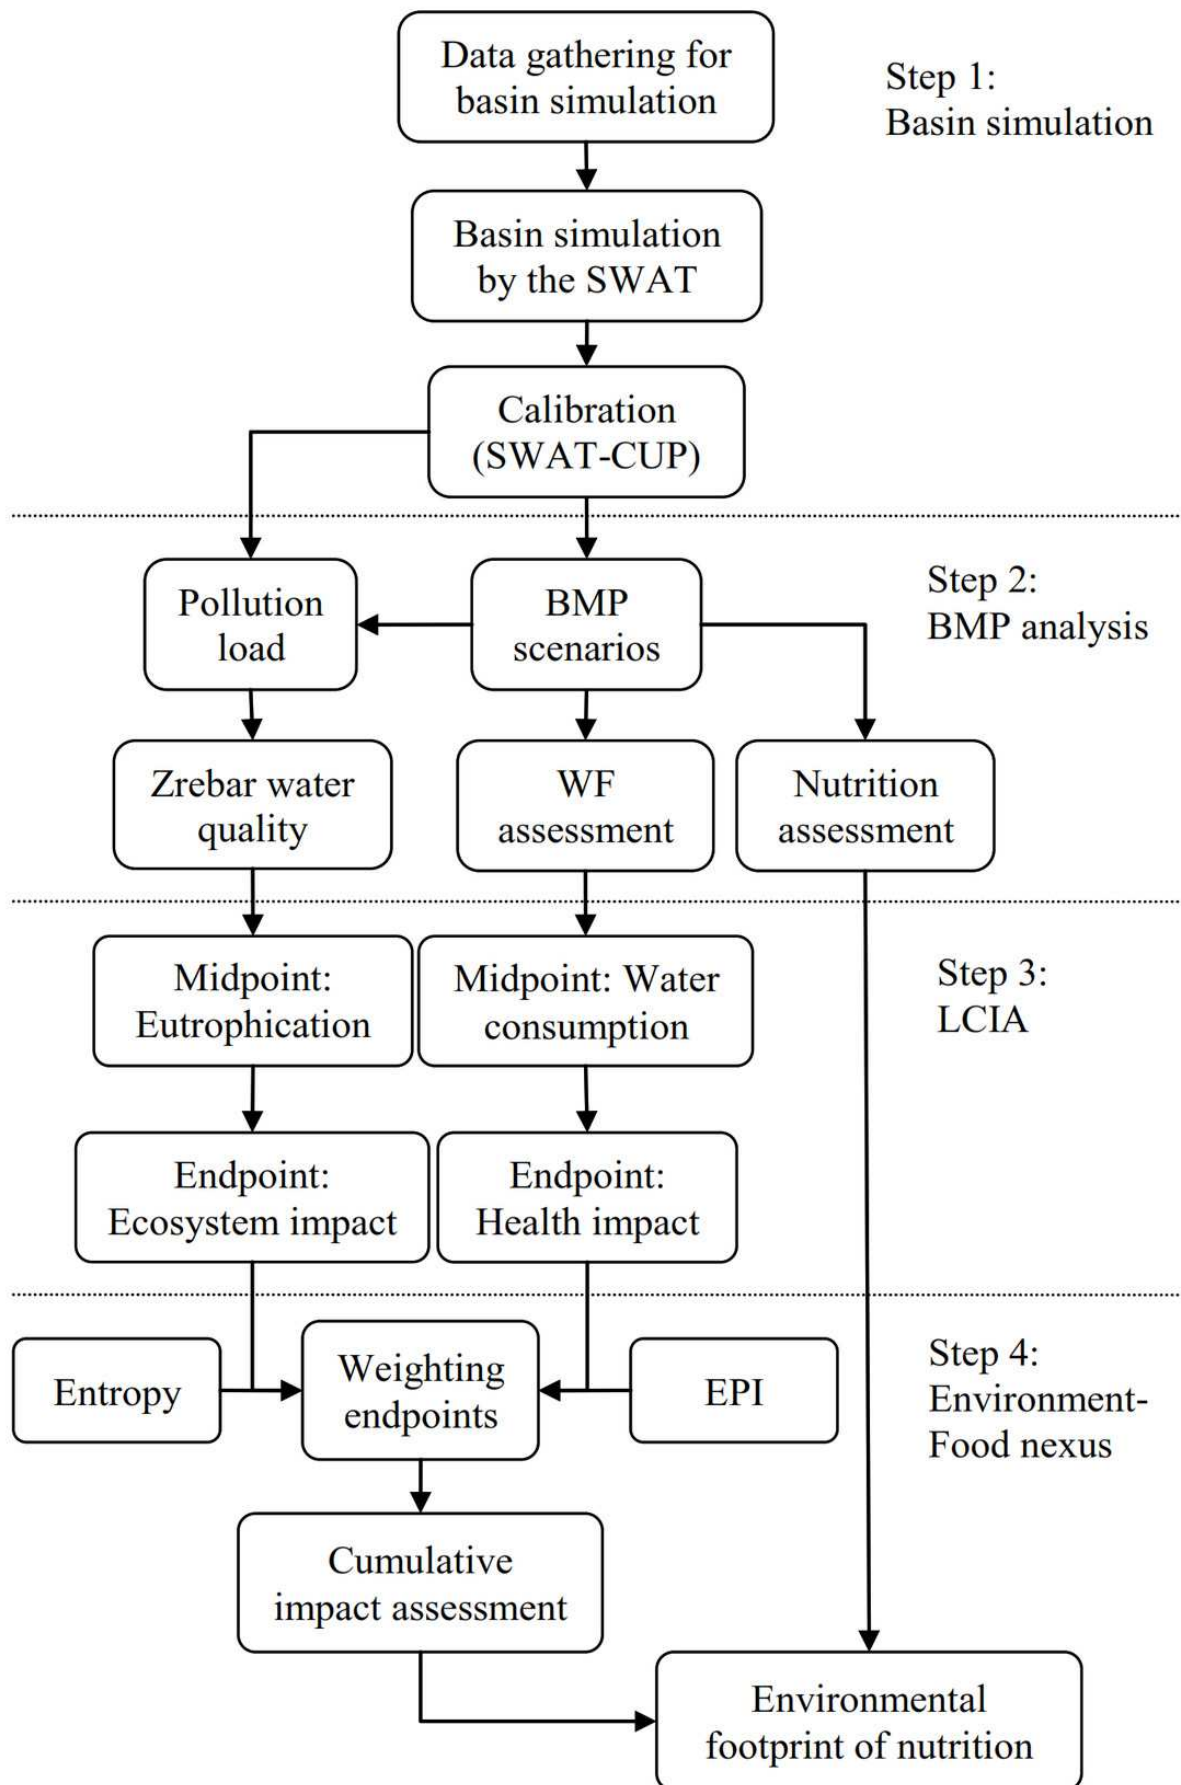 Data gathering for
basin simulation
Step 1:
Basin simulation
Basin simulation
by the SWAT
Calibration
(SWAT-CUP)
Step 2:
BMP analysis
Pollution
load
BMP
scenarios
Zrebar water
quality
WF
assessment
Nutrition
assessment
Step 3:
LCIA
Midpoint:
Eutrophication
Midpoint: Water
consumption
Endpoint:
Ecosystem impact
Endpoint:
Health impact
Step 4:
Environment-
Food nexus
Entropy
Weighting
endpoints
EPI
Cumulative
impact assessment
Environmental
footprint of nutrition